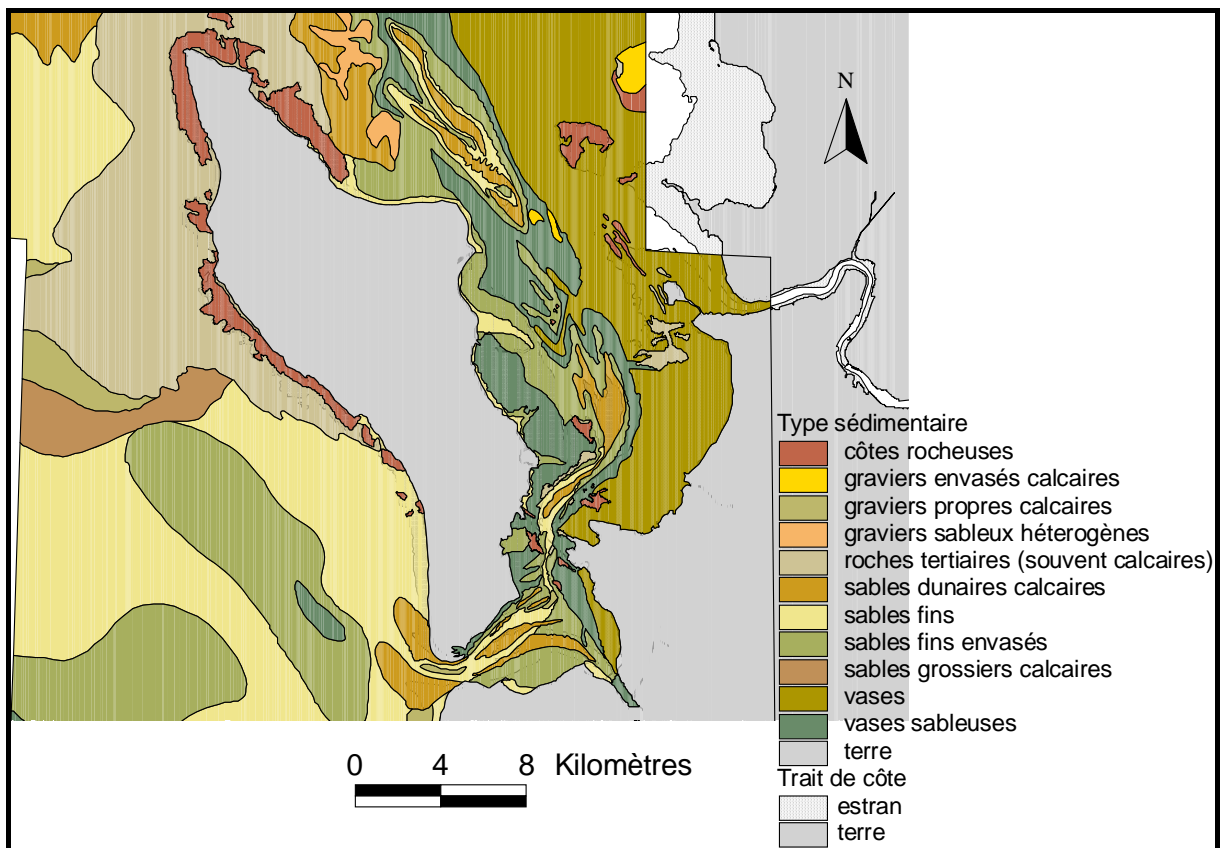 N
Type sédimentaire
côtes rocheuses
graviers envasés calcaires
graviers propres calcaires
graviers sableux hétérogènes
roches tertiaires (souvent calcaires)
sables dunaires calcaires
sables fins
sables fins envasés
sables grossiers calcaires
vases
vases sableuses
terre
Trait de côte
estran
terre
0 4 8 Kilomètres